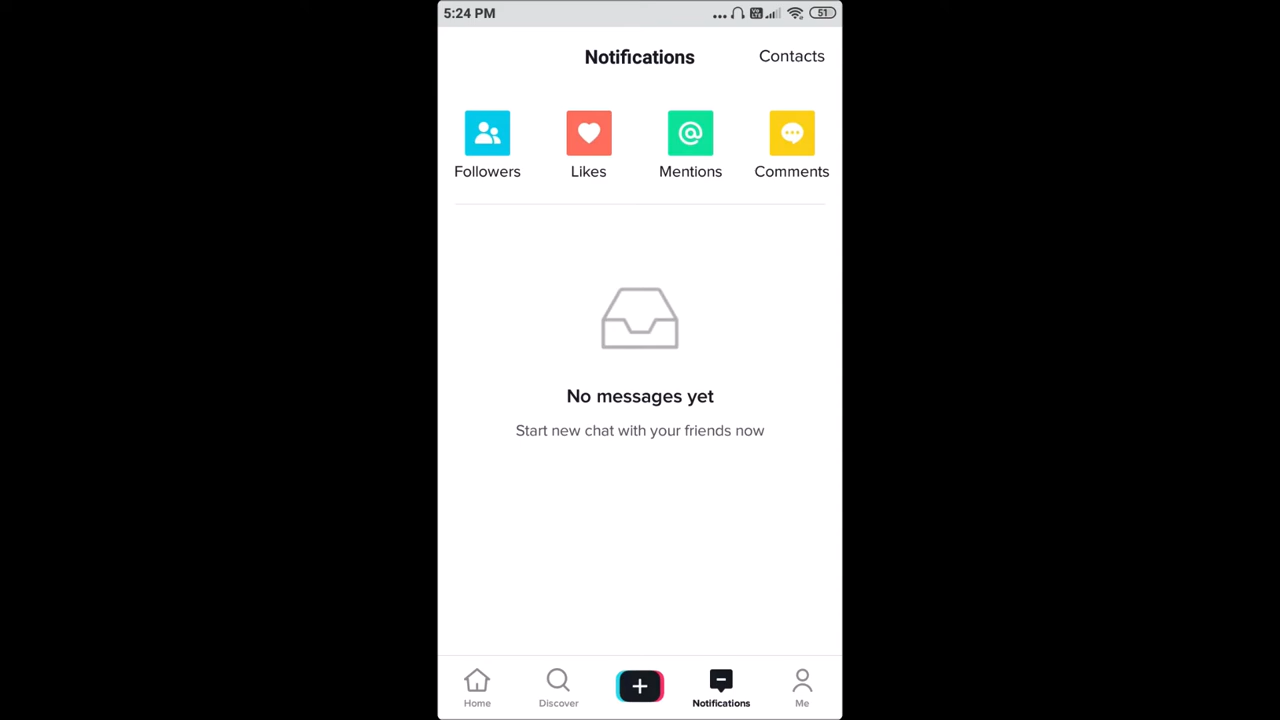 5:24 PM
51
Notifications
Contacts
Followers
Likes
Mentions
Comments
No messages yet
Start new chat with your friends now
Home
Discover
Notifications
Me